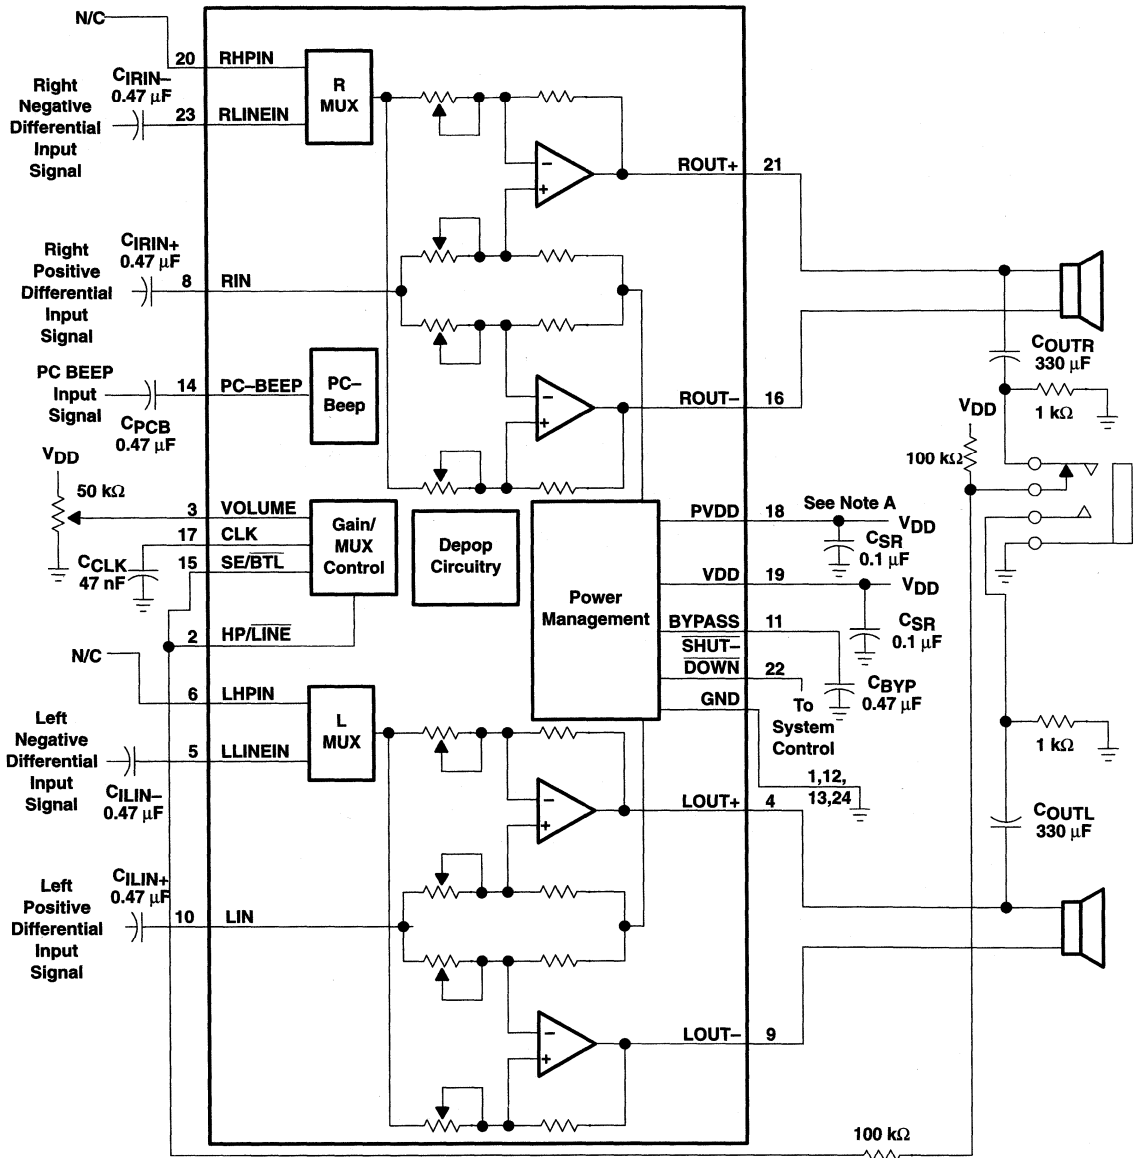 N/C
20 RHPIN
Right
Negative
Differential
Input
Signal
CIRIN−
0.47 µF
23 RLINEIN
R
MUX
ROUT+ 21
Right
Positive
Differential
Input
Signal
CIRIN+
0.47 µF
8 RIN
COUTR
330 µF
1 kΩ
PC BEEP
Input
Signal
14 PC−BEEP
CPCB
0.47 µF
PC−
Beep
ROUT− 16
VDD
100 kΩ
VDD
50 kΩ
3 VOLUME
17 CLK
15 SE/BTL
CCLK
47 nF
2 HP/LINE
Gain/
MUX
Control
Depop
Circuitry
Power
Management
PVDD 18
See Note A
VDD
CSR
0.1 µF
VDD 19
VDD
CSR
0.1 µF
BYPASS 11
SHUT−
DOWN 22
CBYP
0.47 µF
To
System
Control
GND
1,12,
13,24
N/C
6 LHPIN
Left
Negative
Differential
Input
Signal
5 LLINEIN
CILIN−
0.47 µF
L
MUX
1 kΩ
LOUT+ 4
COUTL
330 µF
Left
Positive
Differential
Input
Signal
CILIN+
0.47 µF
10 LIN
LOUT− 9
100 kΩ